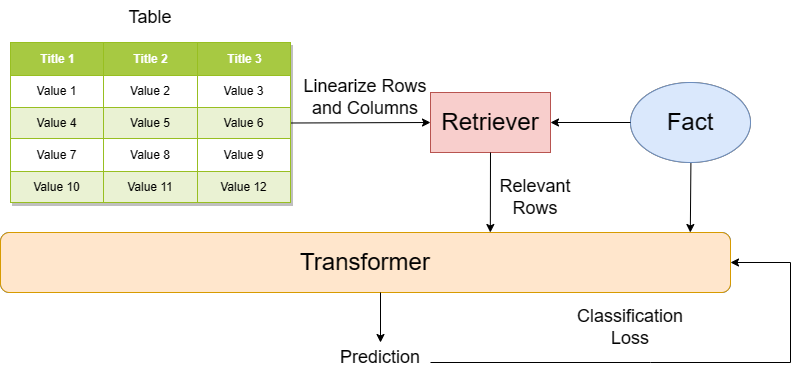 Table
Title 1 Title 2 Title 3
Value 1 Value 2 Value 3
Value 4 Value 5 Value 6
Value 7 Value 8 Value 9
Value 10 Value 11 Value 12
Linearize Rows
and Columns
Retriever
Fact
Relevant
Rows
Transformer
Classification
Loss
Prediction